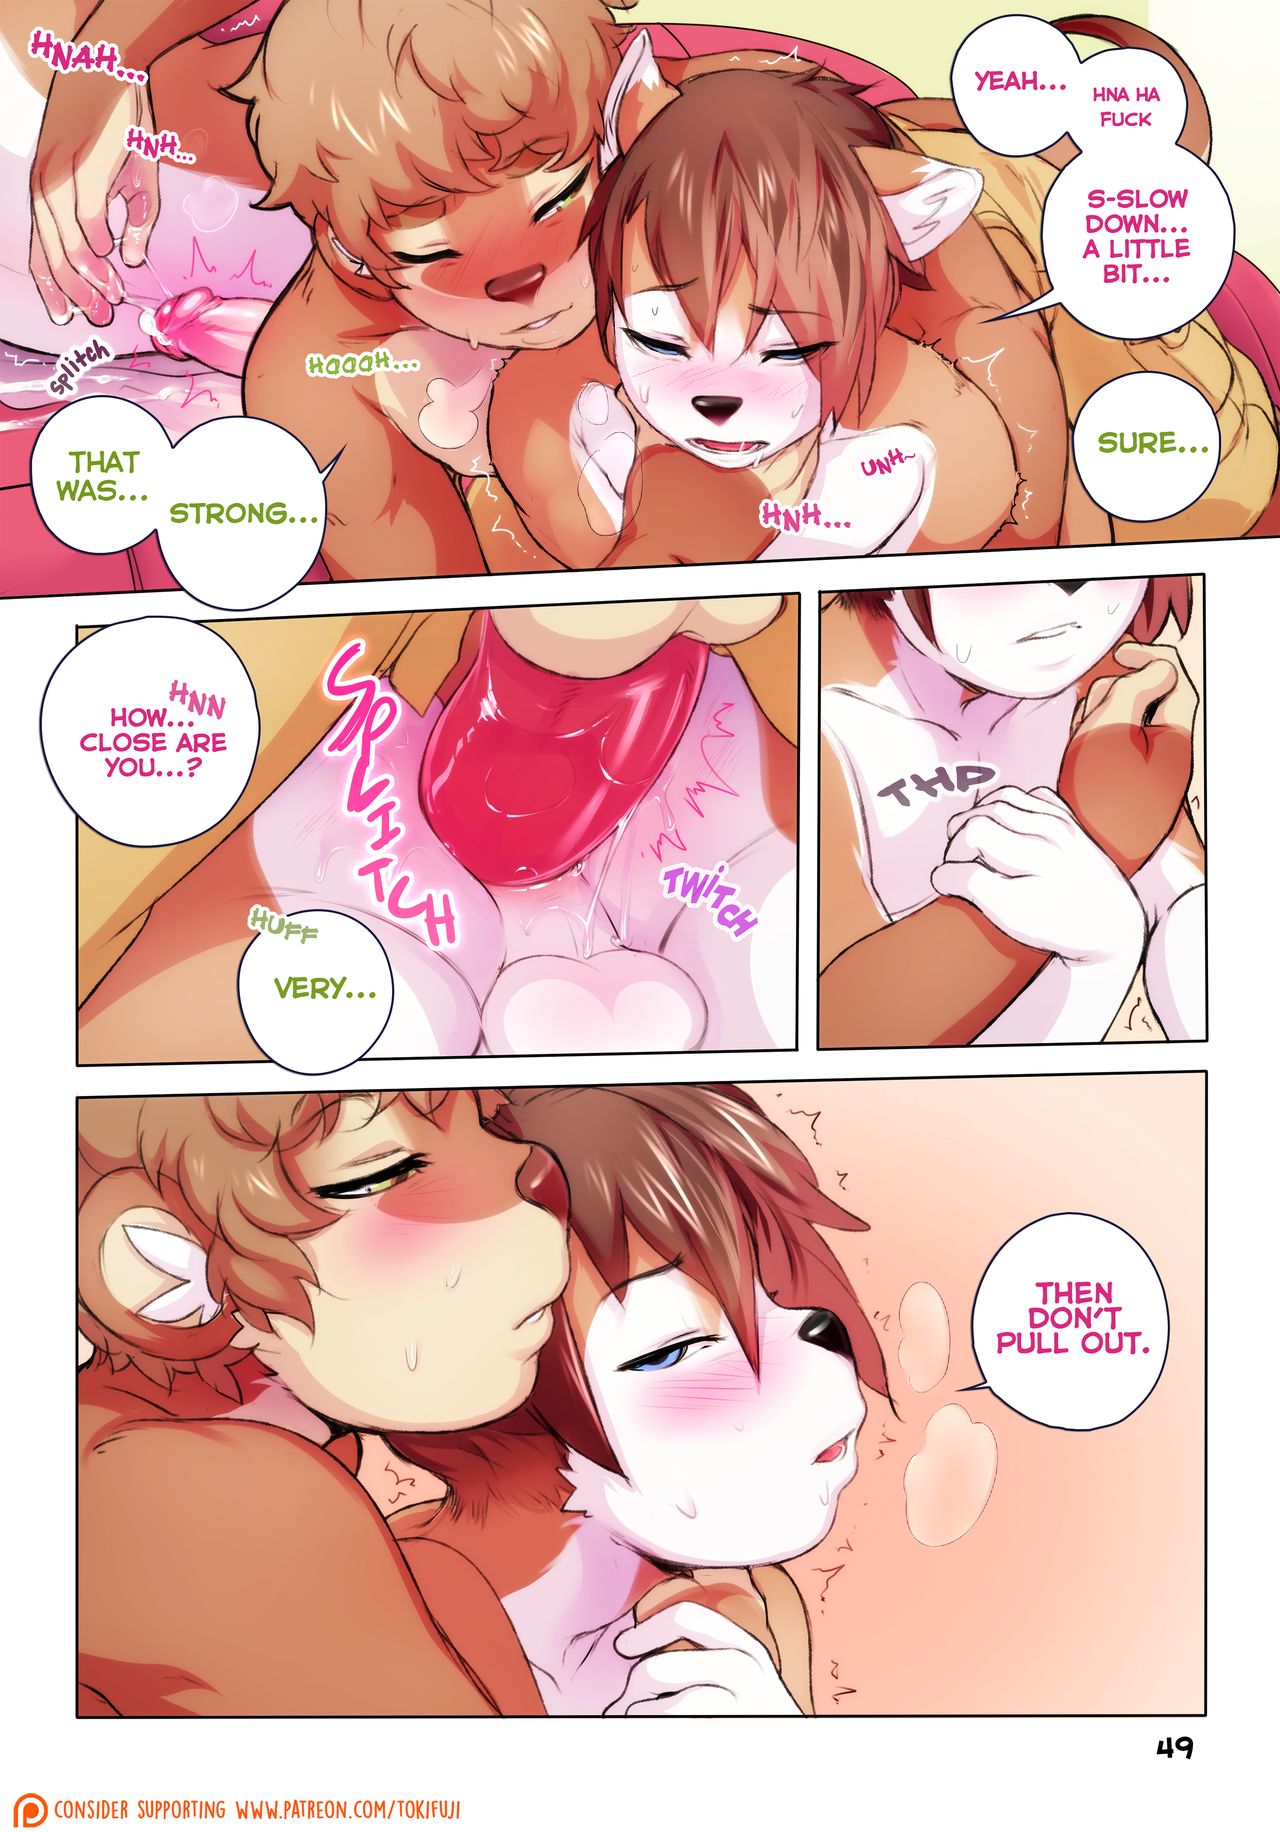 HNAH...
HNH...
YEAH...
HNA HA
FUCK
S-SLOW
DOWN...
A LITTLE
BIT...
HAAAH...
SPLITCH
THAT
WAS...
STRONG...
UNH~
HNH...
SURE...
HNN
HOW...
CLOSE ARE
YOU...?
SPLITCH
TWITCH
HUFF
VERY...
THP
THEN
DON'T
PULL OUT.
49
CONSIDER SUPPORTING WWW.PATREON.COM/TOKIFUJI